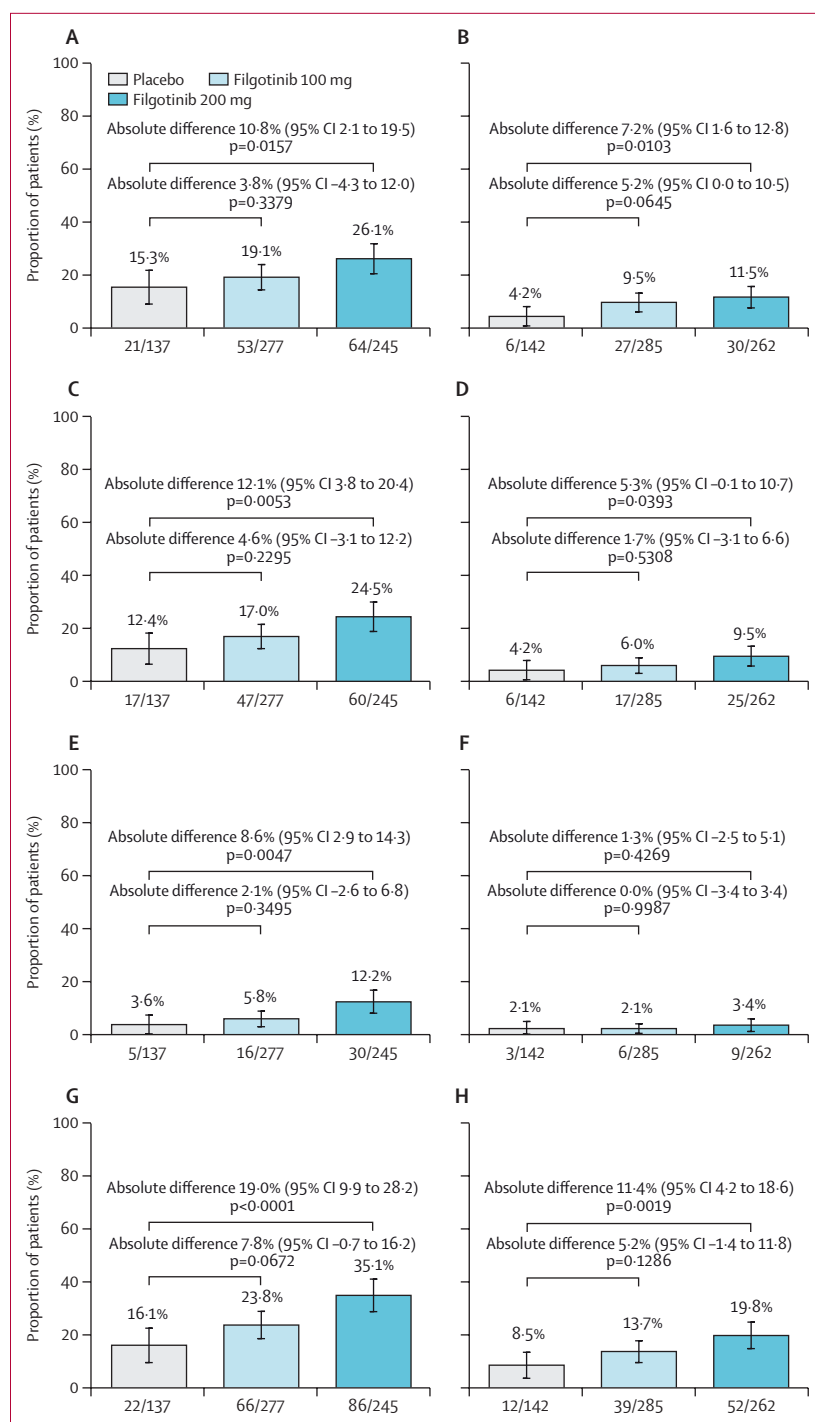 A
Proportion of patients (%)
100
80
60
40
20
0
Placebo Filgotinib 100 mg
Filgotinib 200 mg
Absolute difference 10·8% (95% CI 2·1 to 19·5)
p=0·0157
Absolute difference 3·8% (95% CI –4·3 to 12·0)
p=0·3379
15·3% 19·1% 26·1%
21/137 53/277 64/245
B
Absolute difference 7·2% (95% CI 1·6 to 12·8)
p=0·0103
Absolute difference 5·2% (95% CI 0·0 to 10·5)
p=0·0645
4·2% 9·5% 11·5%
6/142 27/285 30/262
C
Proportion of patients (%)
100
80
60
40
20
0
Absolute difference 12·1% (95% CI 3·8 to 20·4)
p=0·0053
Absolute difference 4·6% (95% CI –3·1 to 12·2)
p=0·2295
12·4% 17·0% 24·5%
17/137 47/277 60/245
D
Absolute difference 5·3% (95% CI –0·1 to 10·7)
p=0·0393
Absolute difference 1·7% (95% CI –3·1 to 6·6)
p=0·5308
4·2% 6·0% 9·5%
6/142 17/285 25/262
E
Proportion of patients (%)
100
80
60
40
20
0
Absolute difference 8·6% (95% CI 2·9 to 14·3)
p=0·0047
Absolute difference 2·1% (95% CI –2·6 to 6·8)
p=0·3495
3·6% 5·8% 12·2%
5/137 16/277 30/245
F
Absolute difference 1·3% (95% CI –2·5 to 5·1)
p=0·4269
Absolute difference 0·0% (95% CI –3·4 to 3·4)
p=0·9987
2·1% 2·1% 3·4%
3/142 6/285 9/262
G
Proportion of patients (%)
100
80
60
40
20
0
Absolute difference 19·0% (95% CI 9·9 to 28·2)
p<0·0001
Absolute difference 7·8% (95% CI –0·7 to 16·2)
p=0·0672
16·1% 23·8% 35·1%
22/137 66/277 86/245
H
Absolute difference 11·4% (95% CI 4·2 to 18·6)
p=0·0019
Absolute difference 5·2% (95% CI –1·4 to 11·8)
p=0·1286
8·5% 13·7% 19·8%
12/142 39/285 52/262